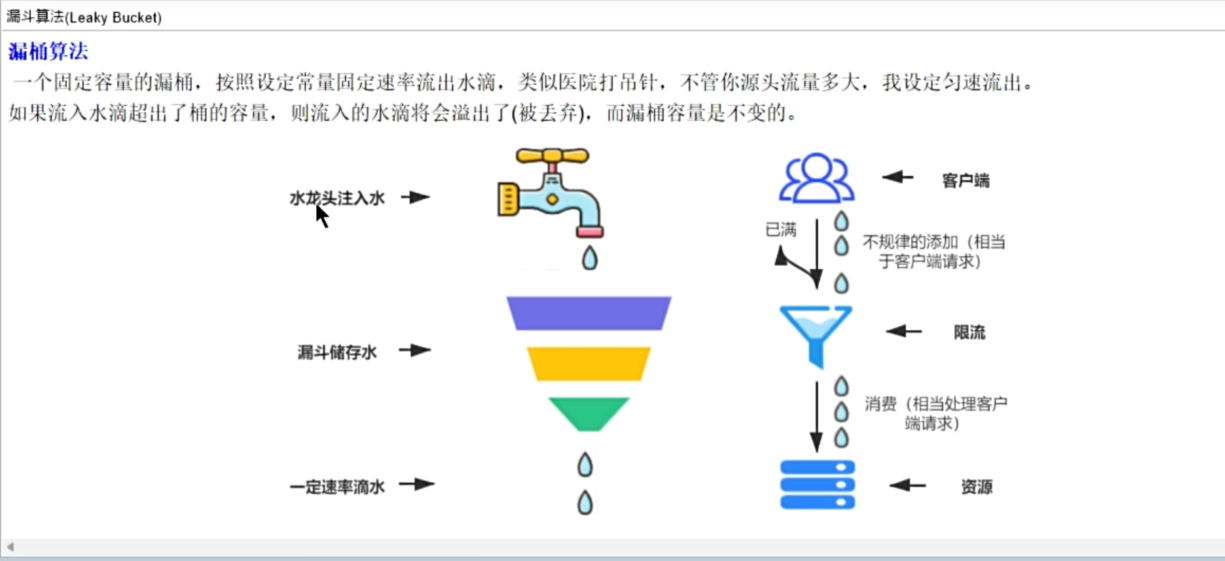 漏斗算法(Leaky Bucket)
漏桶算法
一个固定容量的漏桶，按照设定常量固定速率流出水滴，类似医院打吊针，不管你源头流量多大，我设定匀速流出。
如果流入水滴超出了桶的容量，则流入的水滴将会溢出了(被丢弃)，而漏桶容量是不变的。
水龙头注入水
漏斗储存水
一定速率滴水
客户端
已满
不规律的添加（相当
于客户端请求）
限流
消费（相当处理客户
端请求）
资源